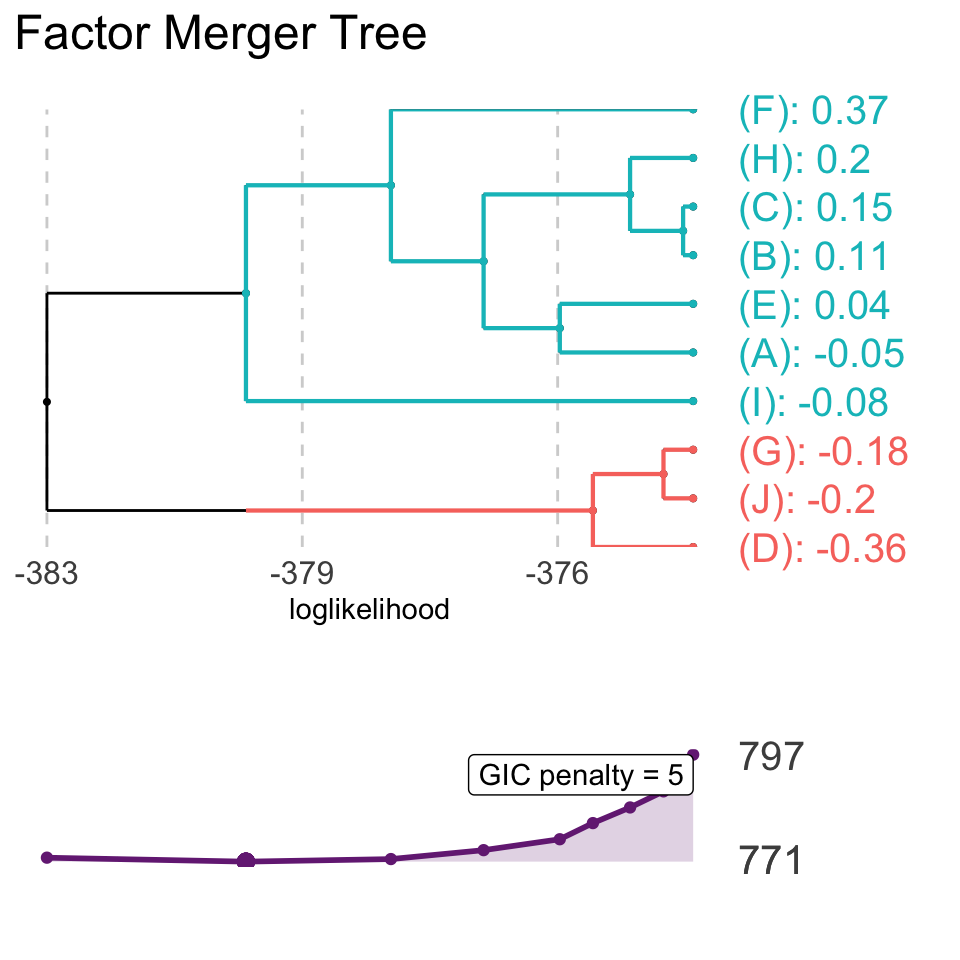 Factor Merger Tree
(F): 0.37
(H): 0.2
(C): 0.15
(B): 0.11
(E): 0.04
(A): -0.05
(I): -0.08
(G): -0.18
(J): -0.2
(D): -0.36
-383 -379 -376
loglikelihood
797
GIC penalty = 5
771